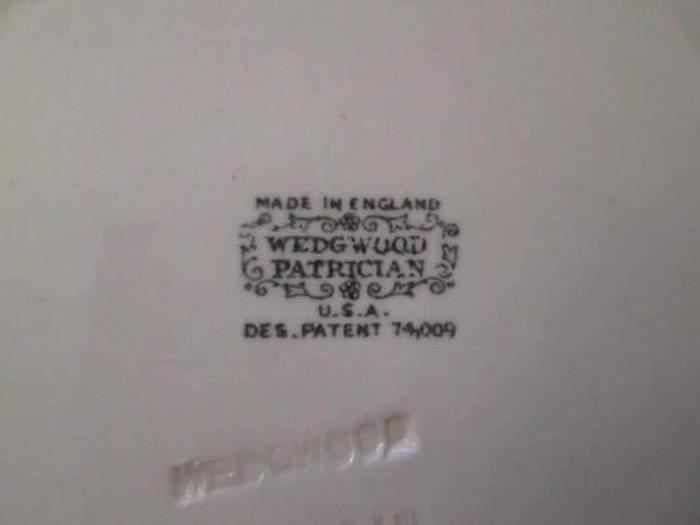 MADE IN ENGLAND
WEDGWOOD
PATRICIAN
U.S.A.
DES. PATENT 74,009
WEDGWOOD